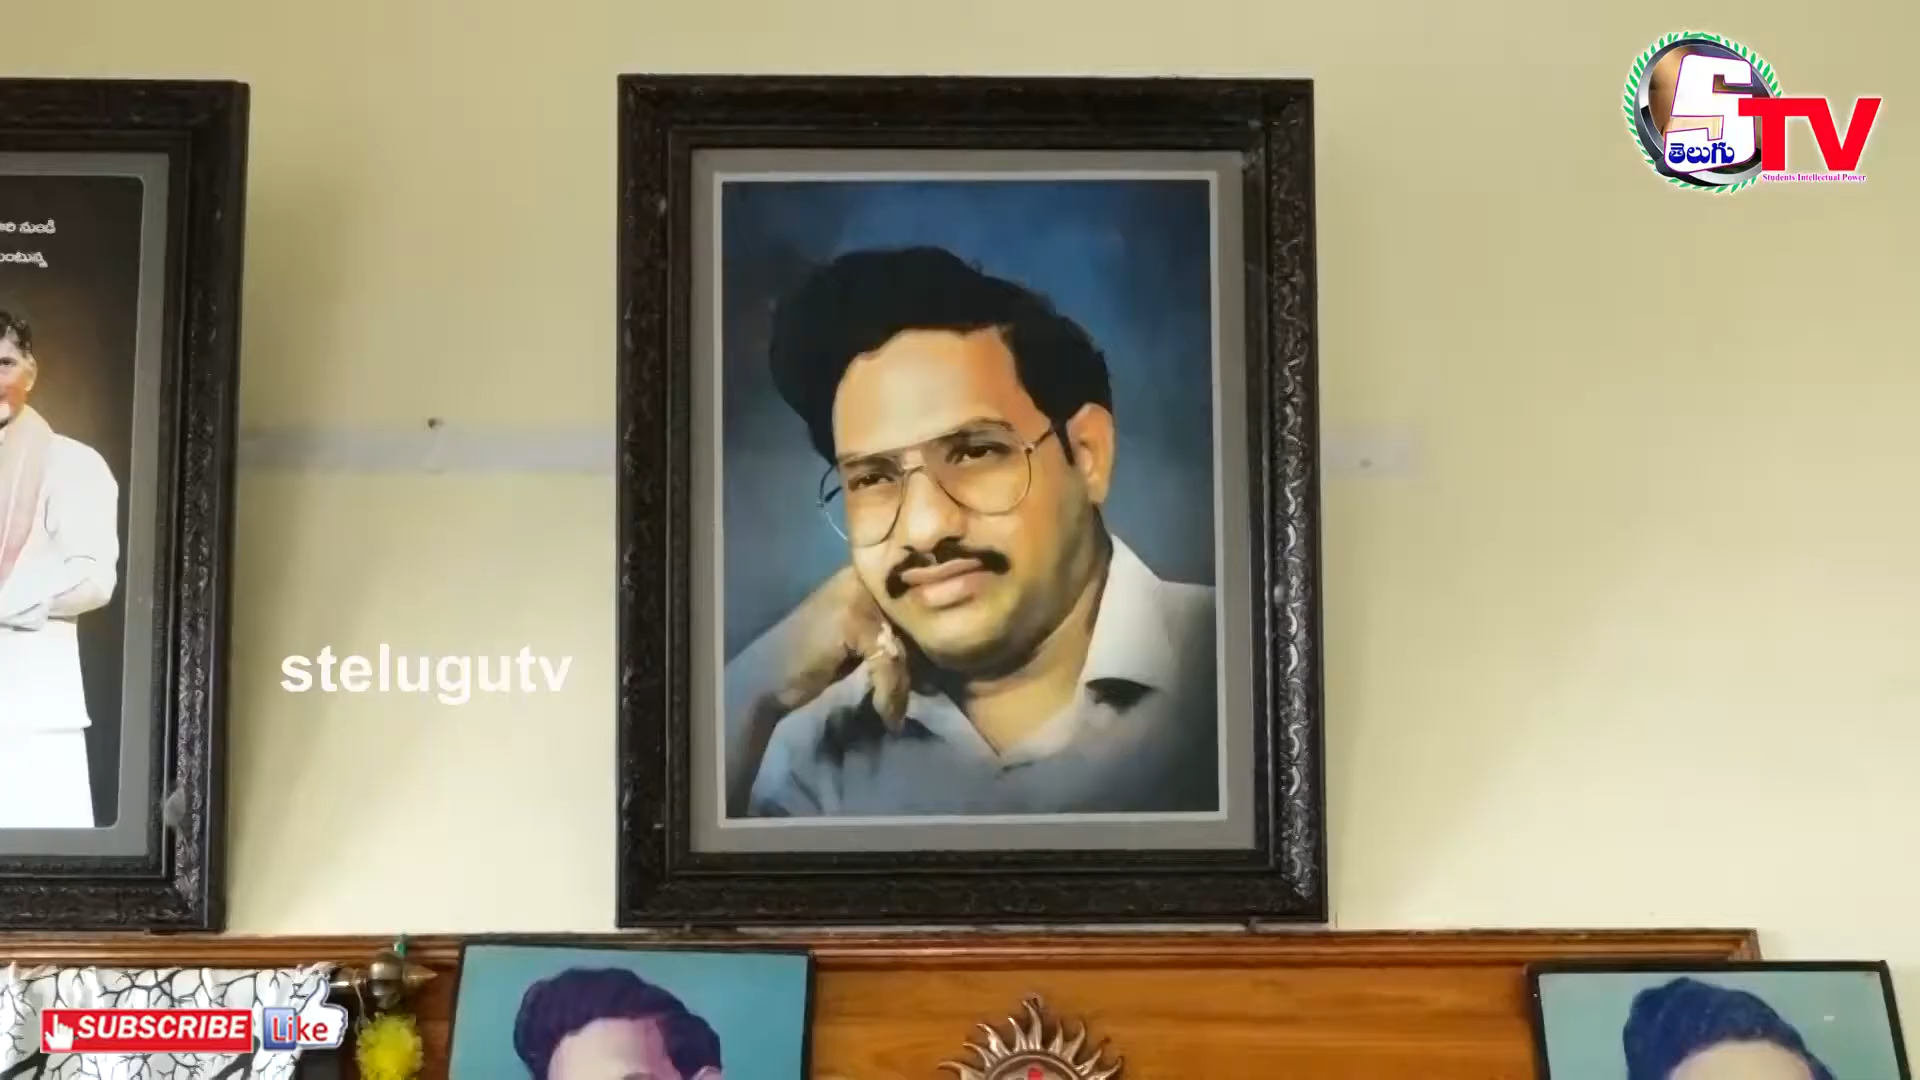 S
తెలుగు
TV
Students Intellectual Power
నుండి
stelugutv
SUBSCRIBE
Like